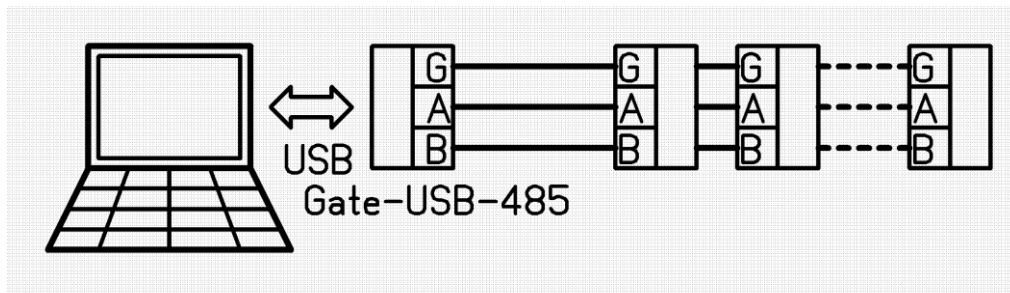 G G G G
A A A A
B B B B
USB
Gate-USB-485